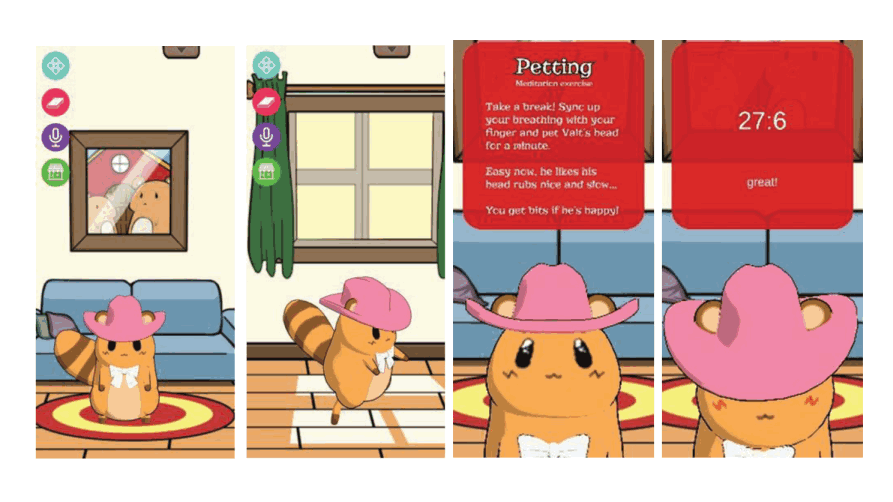 Petting
Meditation exercise
Take a break! Sync up
your breathing with your
finger and pet Valt's head
for a minute.
Easy now, he likes his
head rubs nice and slow...
You get bits if he's happy!
27:6
great!